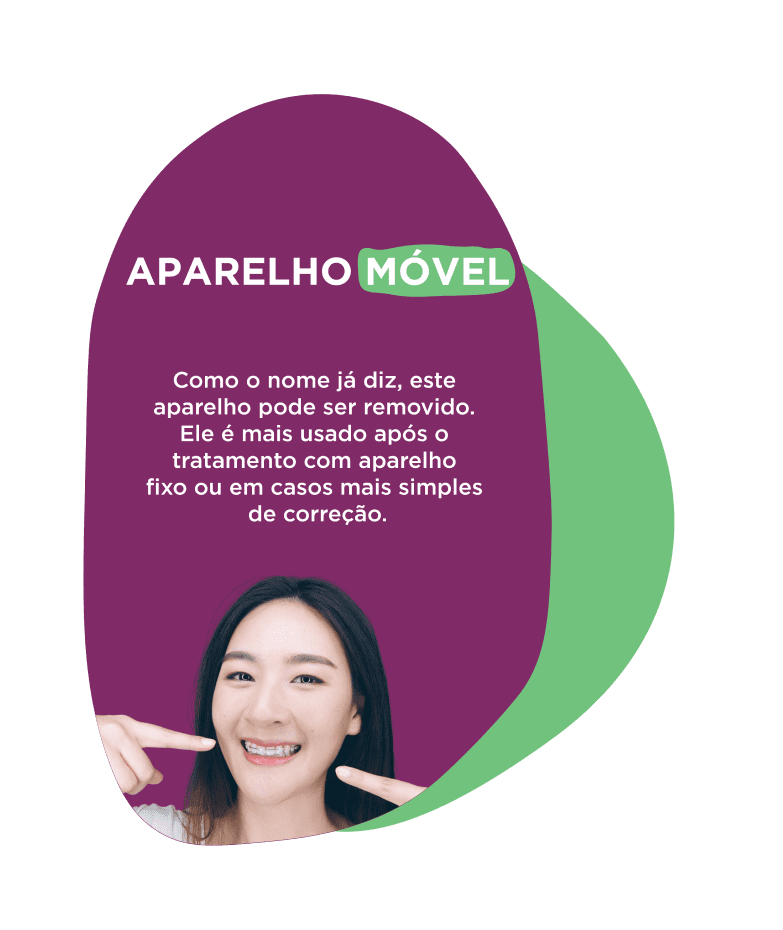 APARELHO MÓVEL
Como o nome já diz, este
aparelho pode ser removido.
Ele é mais usado após o
tratamento com aparelho
fixo ou em casos mais simples
de correção.